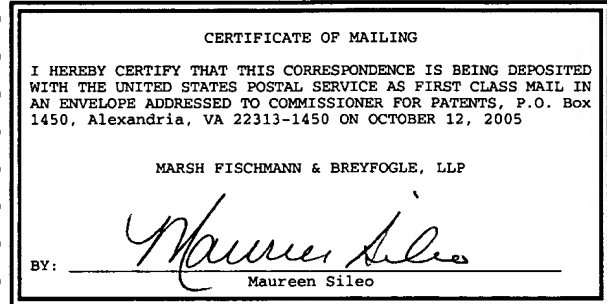 CERTIFICATE OF MAILING
I HEREBY CERTIFY THAT THIS CORRESPONDENCE IS BEING DEPOSITED
WITH THE UNITED STATES POSTAL SERVICE AS FIRST CLASS MAIL IN
AN ENVELOPE ADDRESSED TO COMMISSIONER FOR PATENTS, P.O. Box
1450, Alexandria, VA 22313-1450 ON OCTOBER 12, 2005
MARSH FISCHMANN & BREYFOGLE, LLP
Maureen Sileo
BY:
Maureen Sileo